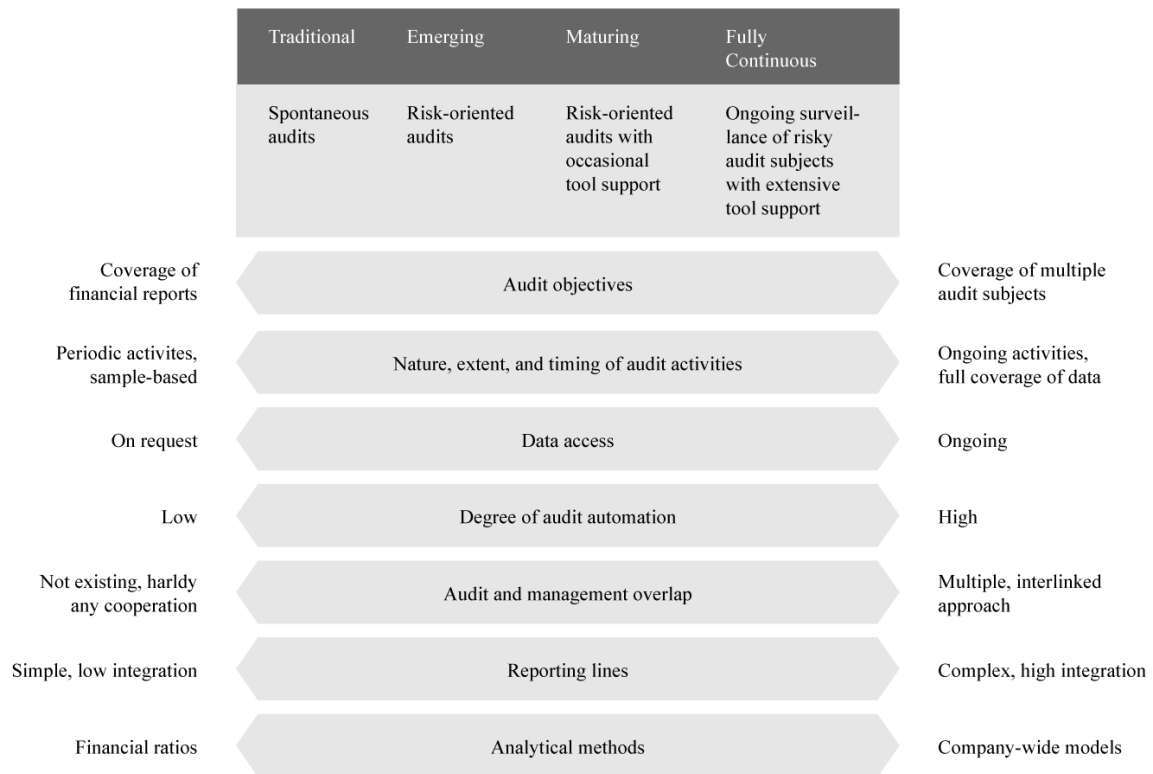 Traditional
Emerging
Maturing
Fully
Continuous
Spontaneous
audits
Risk-oriented
audits
Risk-oriented
audits with
occasional
tool support
Ongoing surveil-
lance of risky
audit subjects
with extensive
tool support
Coverage of
financial reports
Audit objectives
Coverage of multiple
audit subjects
Periodic activites,
sample-based
Nature, extent, and timing of audit activities
Ongoing activities,
full coverage of data
On request
Data access
Ongoing
Low
Degree of audit automation
High
Not existing, harldy
any cooperation
Audit and management overlap
Multiple, interlinked
approach
Simple, low integration
Reporting lines
Complex, high integration
Financial ratios
Analytical methods
Company-wide models